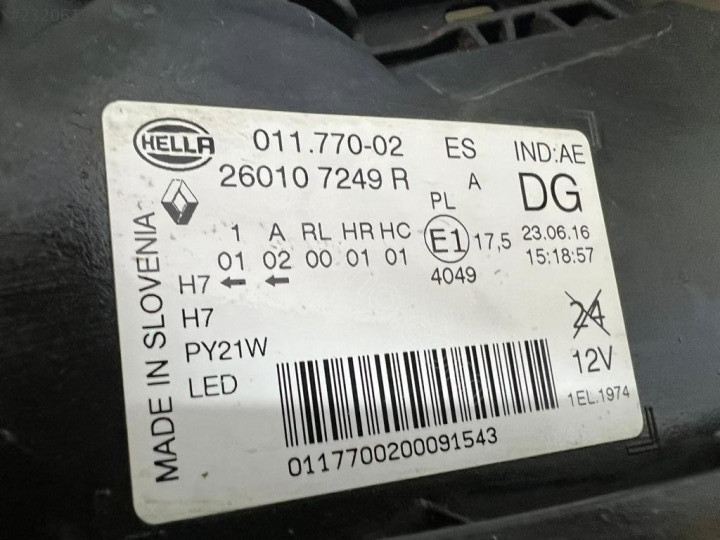 HELLA 011.770-02 ES IND:AE
26010 7249 R A DG
PL
1 A RL HR HC E1 17,5 23.06.16
01 02 00 01 01 4049 15:18:57
H7 ← ←
H7 24
PY21W 12V
LED 1EL.1974
MADE IN SLOVENIA
0117700200091543